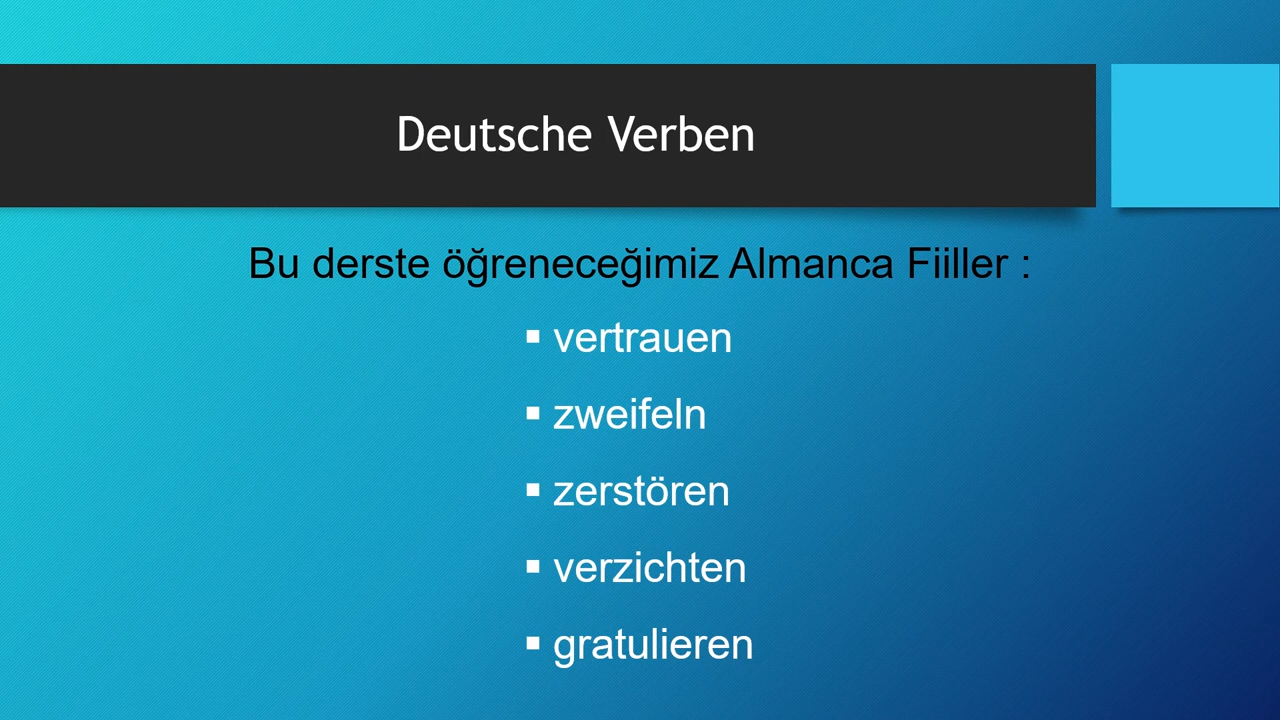 Deutsche Verben
Bu derste öğreneceğimiz Almanca Fiiller :
▪ vertrauen
▪ zweifeln
▪ zerstören
▪ verzichten
▪ gratulieren